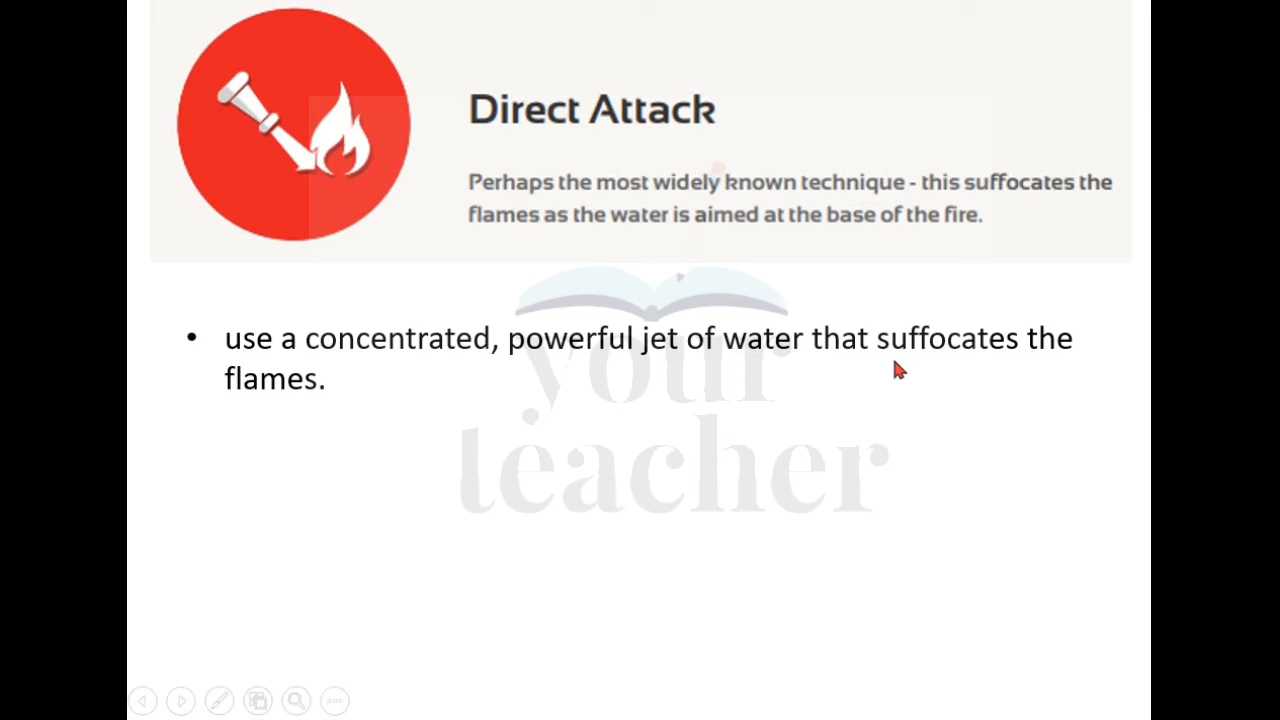 Direct Attack
Perhaps the most widely known technique - this suffocates the
flames as the water is aimed at the base of the fire.
• use a concentrated, powerful jet of water that suffocates the
flames.
your
teacher